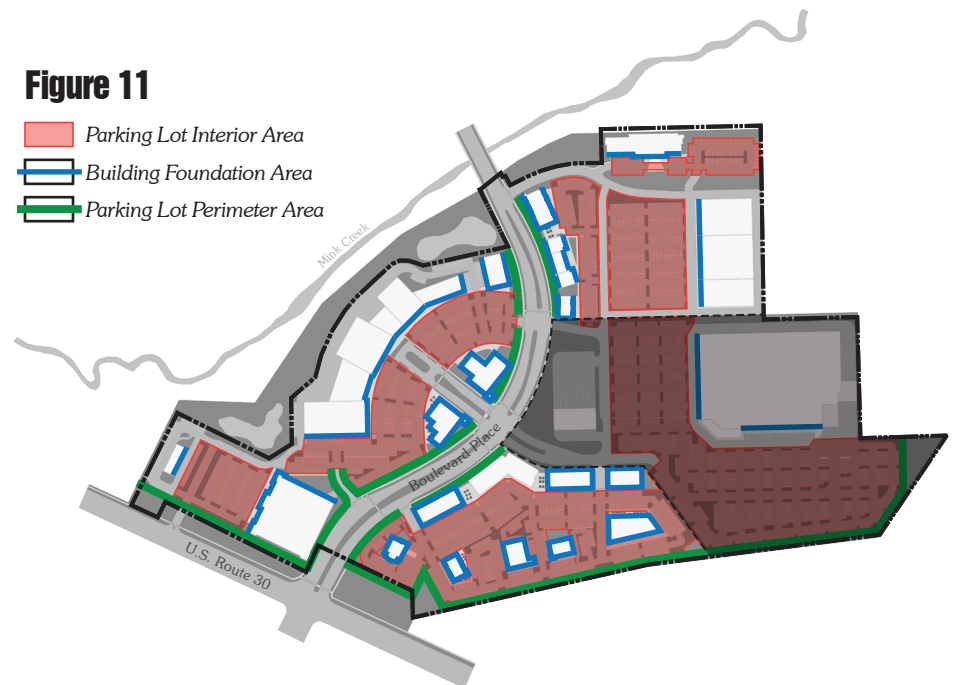 Figure 11
Parking Lot Interior Area
Building Foundation Area
Parking Lot Perimeter Area
Mink Creek
Boulevard Place
U.S. Route 30